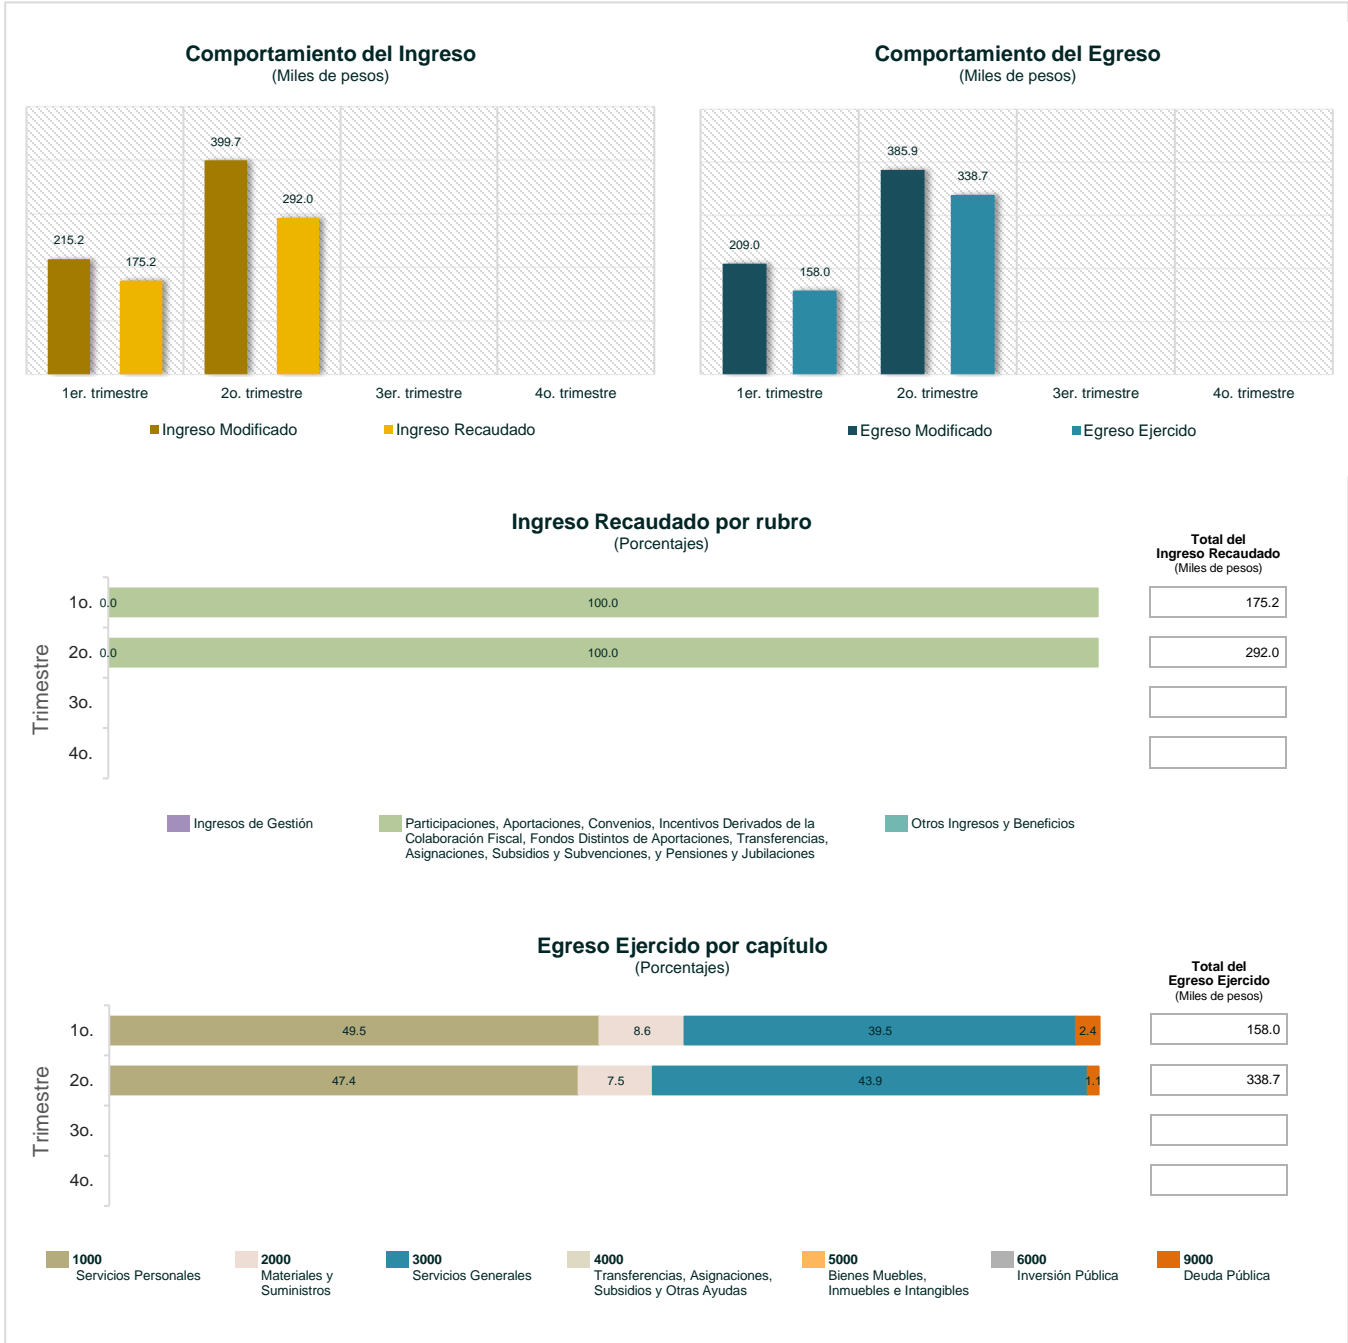 Comportamiento del Ingreso
(Miles de pesos)
399.7
292.0
215.2
175.2
1er. trimestre
2o. trimestre
3er. trimestre
4o. trimestre
Ingreso Modificado
Ingreso Recaudado
Comportamiento del Egreso
(Miles de pesos)
385.9
338.7
209.0
158.0
1er. trimestre
2o. trimestre
3er. trimestre
4o. trimestre
Egreso Modificado
Egreso Ejercido
Ingreso Recaudado por rubro
(Porcentajes)
Total del
Ingreso Recaudado
(Miles de pesos)
Trimestre
1o. 0.0 100.0 175.2
2o. 0.0 100.0 292.0
3o.
4o.
Ingresos de Gestión
Participaciones, Aportaciones, Convenios, Incentivos Derivados de la
Colaboración Fiscal, Fondos Distintos de Aportaciones, Transferencias,
Asignaciones, Subsidios y Subvenciones, y Pensiones y Jubilaciones
Otros Ingresos y Beneficios
Egreso Ejercido por capítulo
(Porcentajes)
Total del
Egreso Ejercido
(Miles de pesos)
Trimestre
1o. 49.5 8.6 39.5 2.4 158.0
2o. 47.4 7.5 43.9 1.1 338.7
3o.
4o.
1000
Servicios Personales
2000
Materiales y
Suministros
3000
Servicios Generales
4000
Transferencias, Asignaciones,
Subsidios y Otras Ayudas
5000
Bienes Muebles,
Inmuebles e Intangibles
6000
Inversión Pública
9000
Deuda Pública